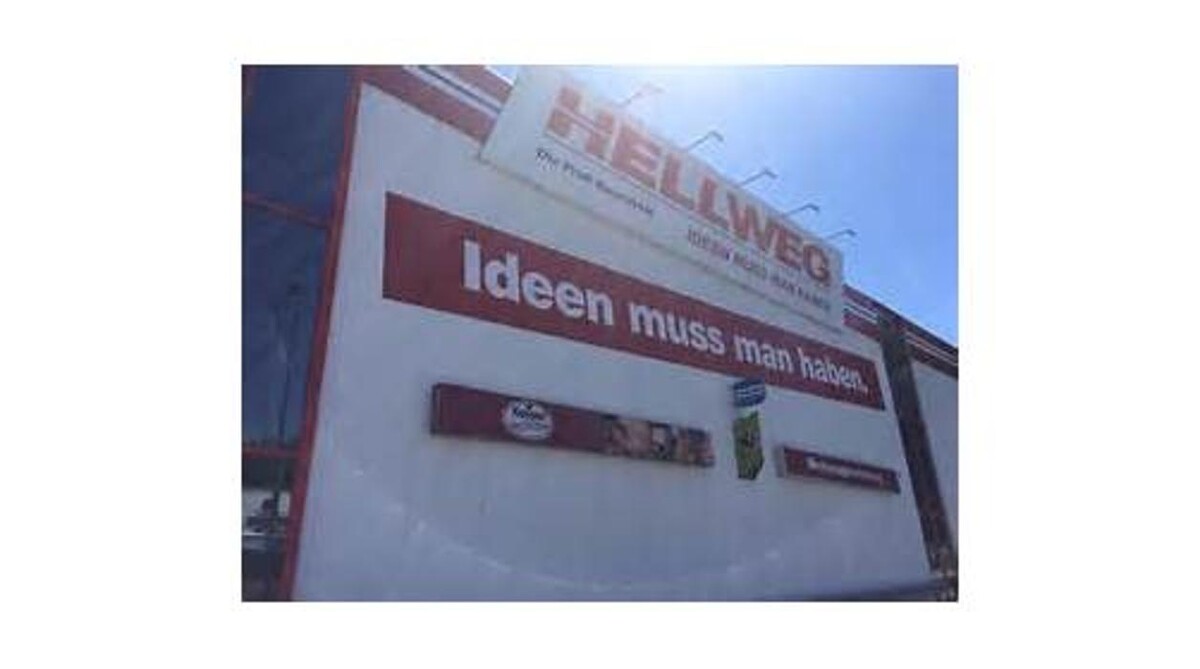 HELLWEG
Die Profi-Baumärkte
IDEEN MUSS MAN HABEN
Ideen muss man haben.